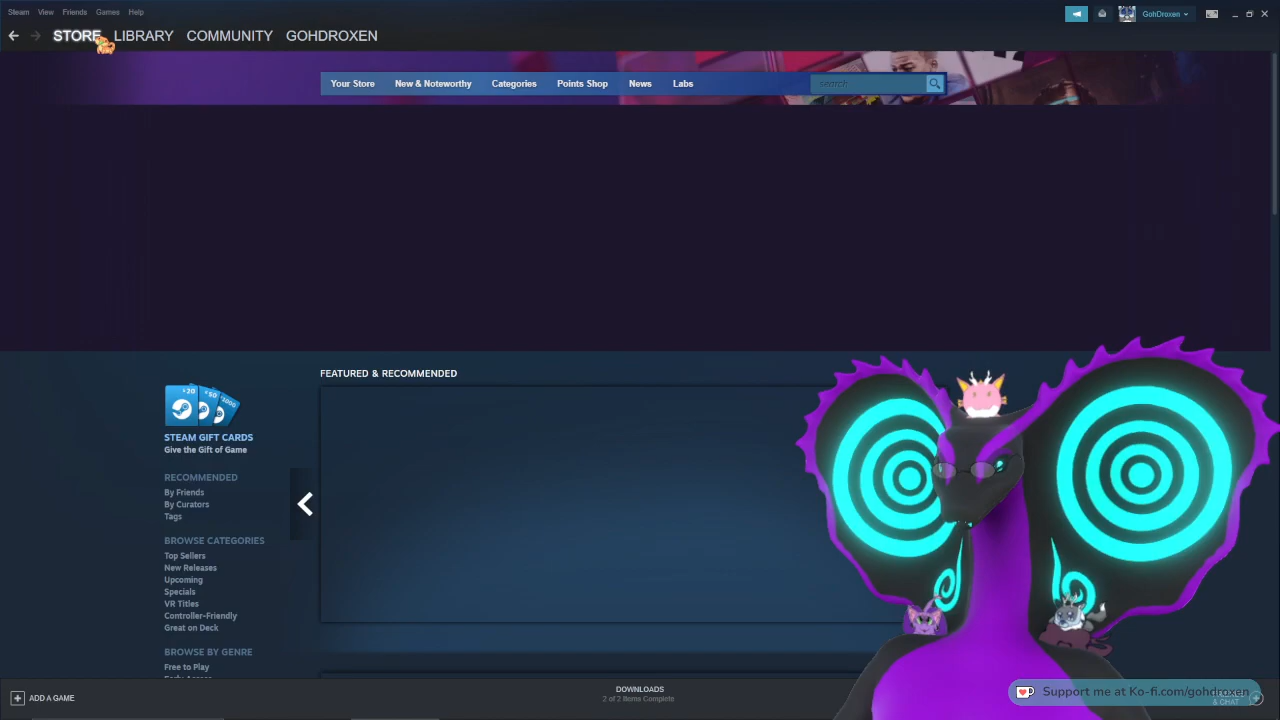 Steam View Friends Games Help
GohDroxen
STORE LIBRARY COMMUNITY GOHDROXEN
Your Store New & Noteworthy Categories Points Shop News Labs search
FEATURED & RECOMMENDED
STEAM GIFT CARDS
Give the Gift of Game
RECOMMENDED
By Friends
By Curators
Tags
BROWSE CATEGORIES
Top Sellers
New Releases
Upcoming
Specials
VR Titles
Controller-Friendly
Great on Deck
BROWSE BY GENRE
Free to Play
ADD A GAME
DOWNLOADS
2 of 2 Items Complete
Support me at Ko-fi.com/gohdroxen
& CHAT